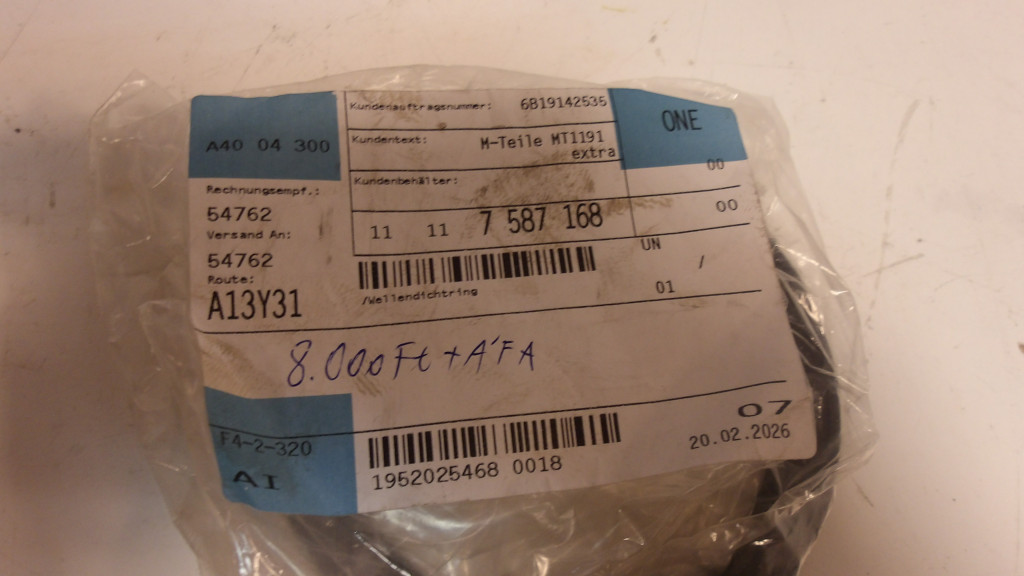 A40 04 300
Kundenauftragsnummer: 6B19142535
ONE
Kundentext: M-Teile MT1191
extra
00
Kundenbehälter:
Rechnungsempf.:
54762
Versand An:
54762
Route:
A13Y31
11 11 7 587 168
00
UN
/
01
/Wellendichtring
8.000 Ft + ÁFA
F4-2-320
AI
1952025468 0018
07
20.02.2026